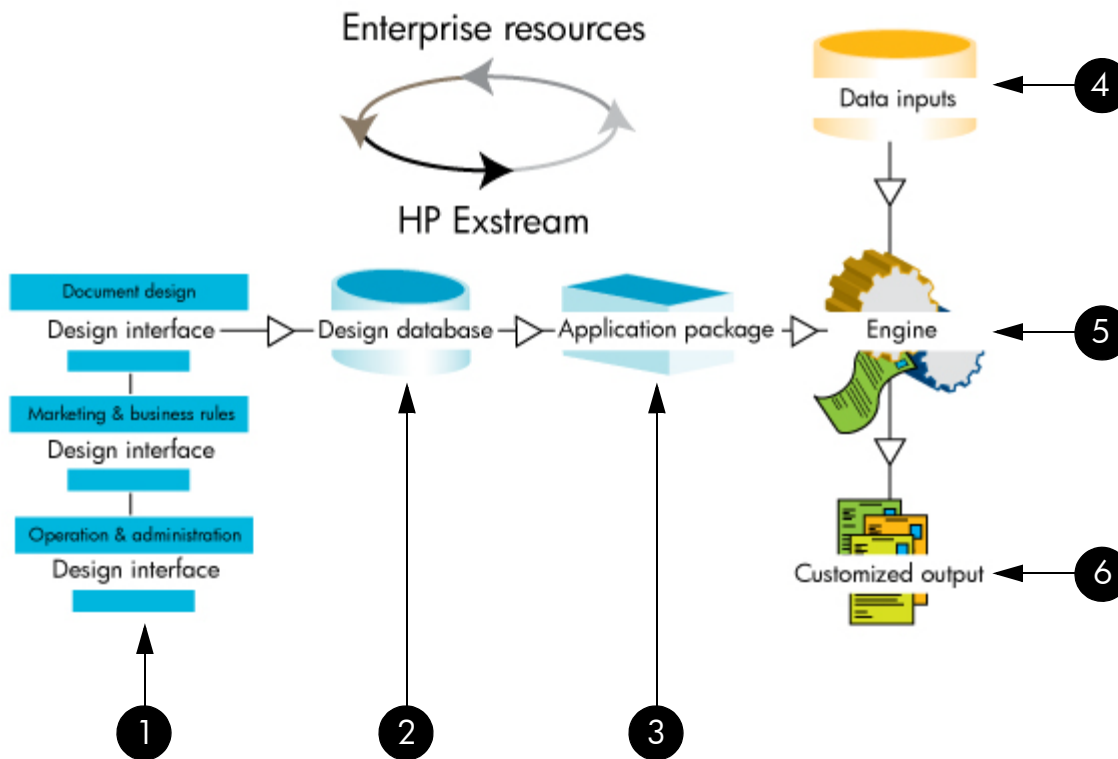 Enterprise resources
HP Exstream
Data inputs
4
Document design
Design interface
Design database
Application package
Engine
5
Marketing & business rules
Design interface
Operation & administration
Design interface
Customized output
6
1
2
3